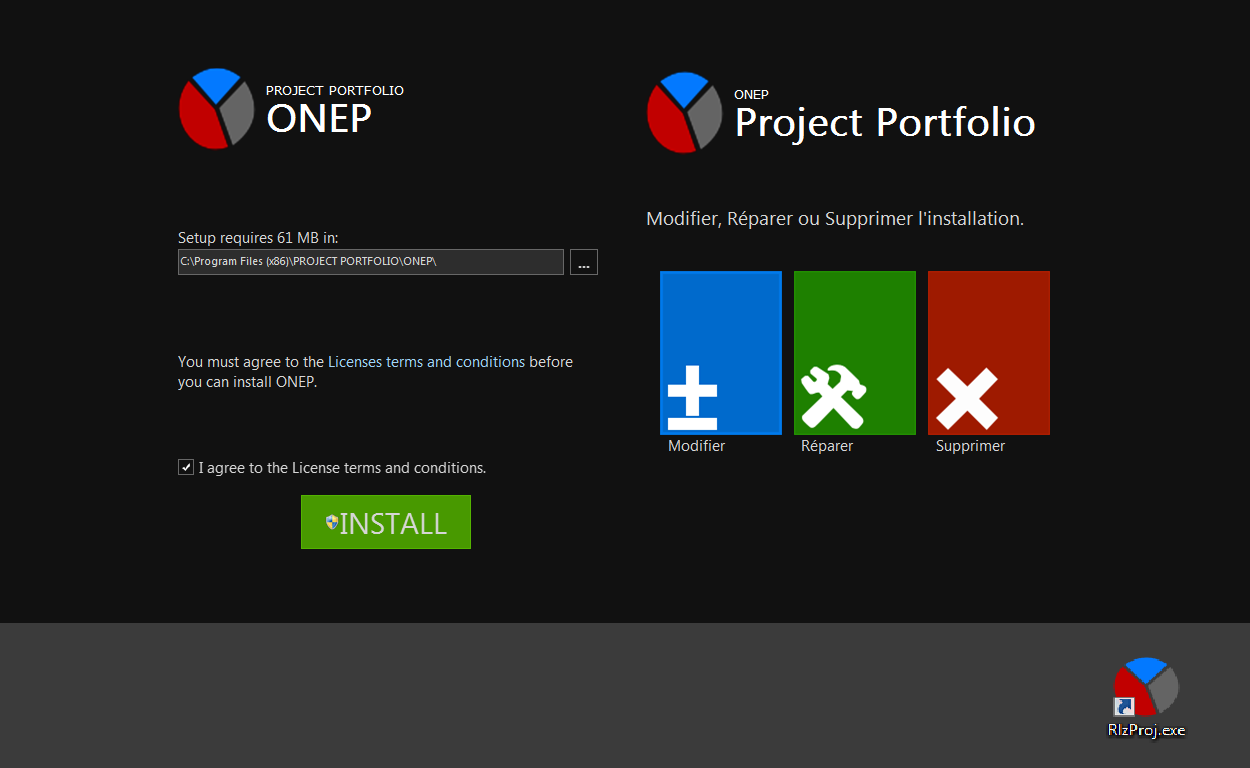 PROJECT PORTFOLIO
ONEP
Setup requires 61 MB in:
C:\Program Files (x86)\PROJECT PORTFOLIO\ONEP\
...
You must agree to the Licenses terms and conditions before
you can install ONEP.
I agree to the License terms and conditions.
INSTALL
ONEP
Project Portfolio
Modifier, Réparer ou Supprimer l'installation.
Modifier
Réparer
Supprimer
RlzProj.exe